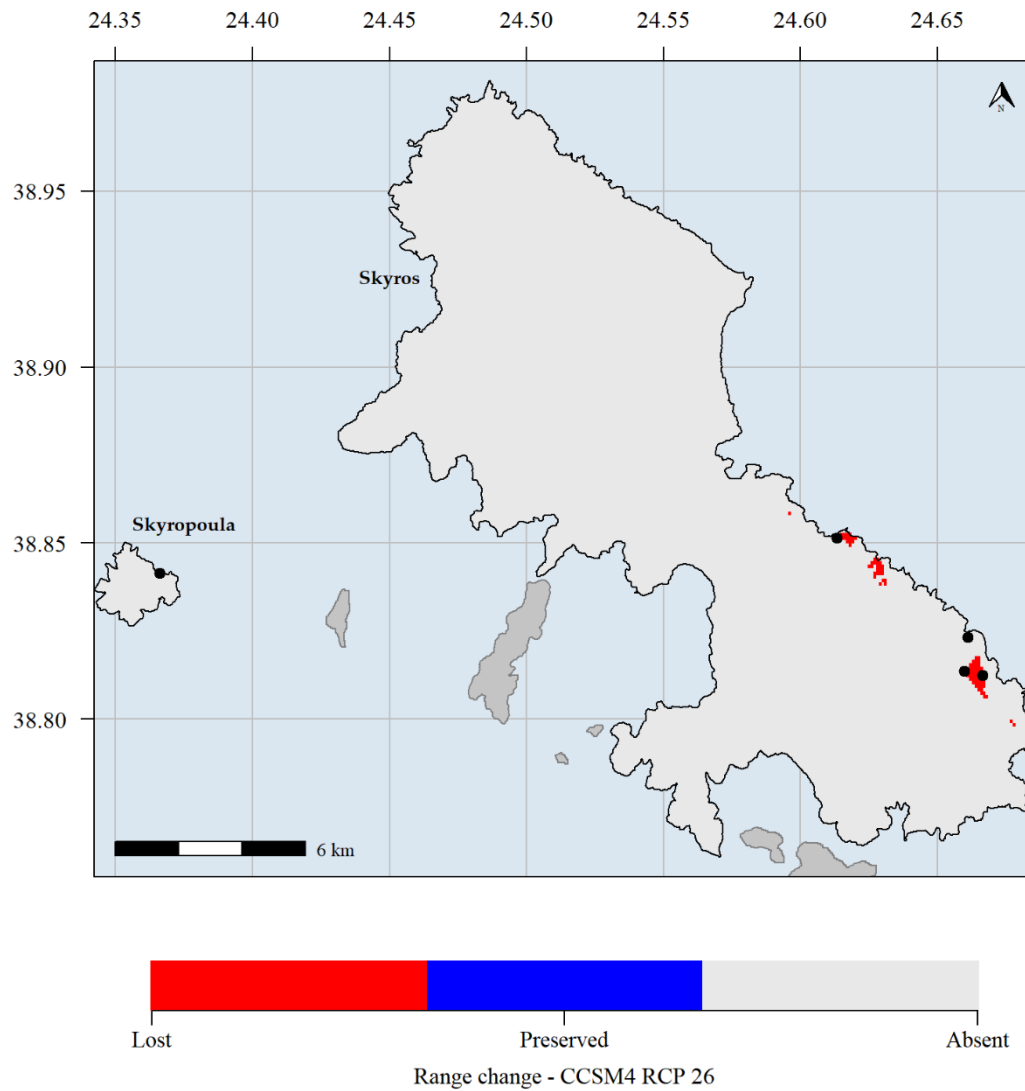 24.35 24.40 24.45 24.50 24.55 24.60 24.65
N
38.95
Skyros
38.90
Skyropoula
38.85
38.80
6 km
Lost Preserved Absent
Range change - CCSM4 RCP 26